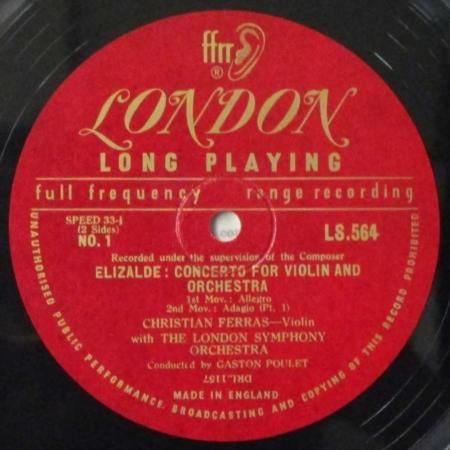 ffrr
®
LONDON
LONG PLAYING
full frequency range recording
SPEED 33-⅓
(2 Sides)
NO. 1
LS.564
Recorded under the supervision of the Composer
ELIZALDE: CONCERTO FOR VIOLIN AND
ORCHESTRA
1st Mov.: Allegro
2nd Mov.: Adagio (Pt. 1)
CHRISTIAN FERRAS—Violin
with THE LONDON SYMPHONY
ORCHESTRA
Conducted by GASTON POULET
DRL.1157
MADE IN ENGLAND
UNAUTHORISED PUBLIC PERFORMANCE, BROADCASTING AND COPYING OF THIS RECORD PROHIBITED